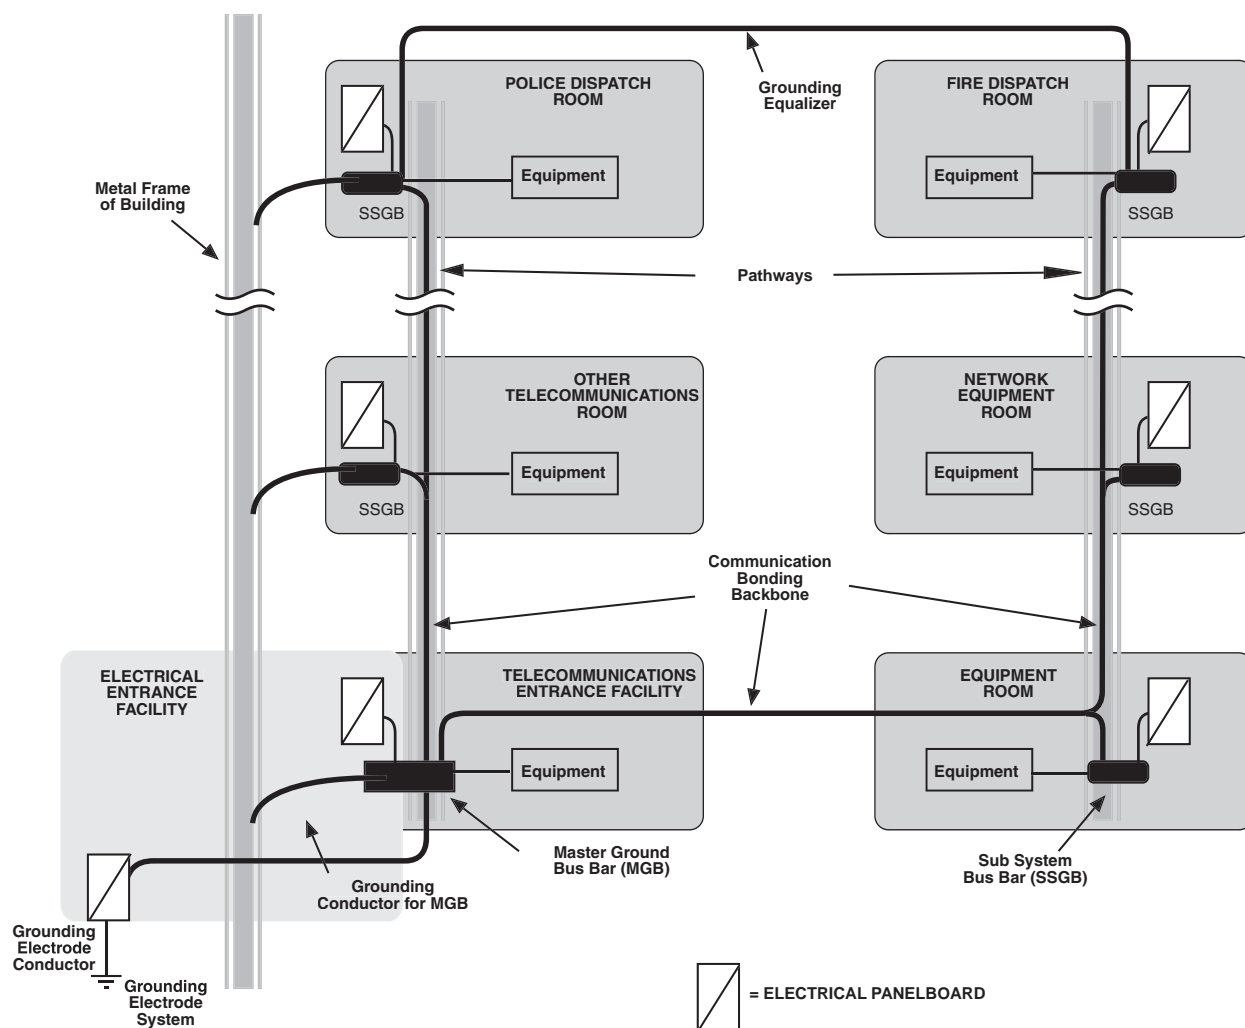 POLICE DISPATCH
ROOM
Grounding
Equalizer
FIRE DISPATCH
ROOM
Equipment
Equipment
Metal Frame
of Building
SSGB
SSGB
Pathways
OTHER
TELECOMMUNICATIONS
ROOM
NETWORK
EQUIPMENT
ROOM
Equipment
Equipment
SSGB
SSGB
Communication
Bonding
Backbone
ELECTRICAL
ENTRANCE
FACILITY
TELECOMMUNICATIONS
ENTRANCE FACILITY
EQUIPMENT
ROOM
Equipment
Equipment
Master Ground
Bus Bar (MGB)
Sub System
Bus Bar (SSGB)
Grounding
Conductor for MGB
Grounding
Electrode
Conductor
Grounding
Electrode
System
= ELECTRICAL PANELBOARD